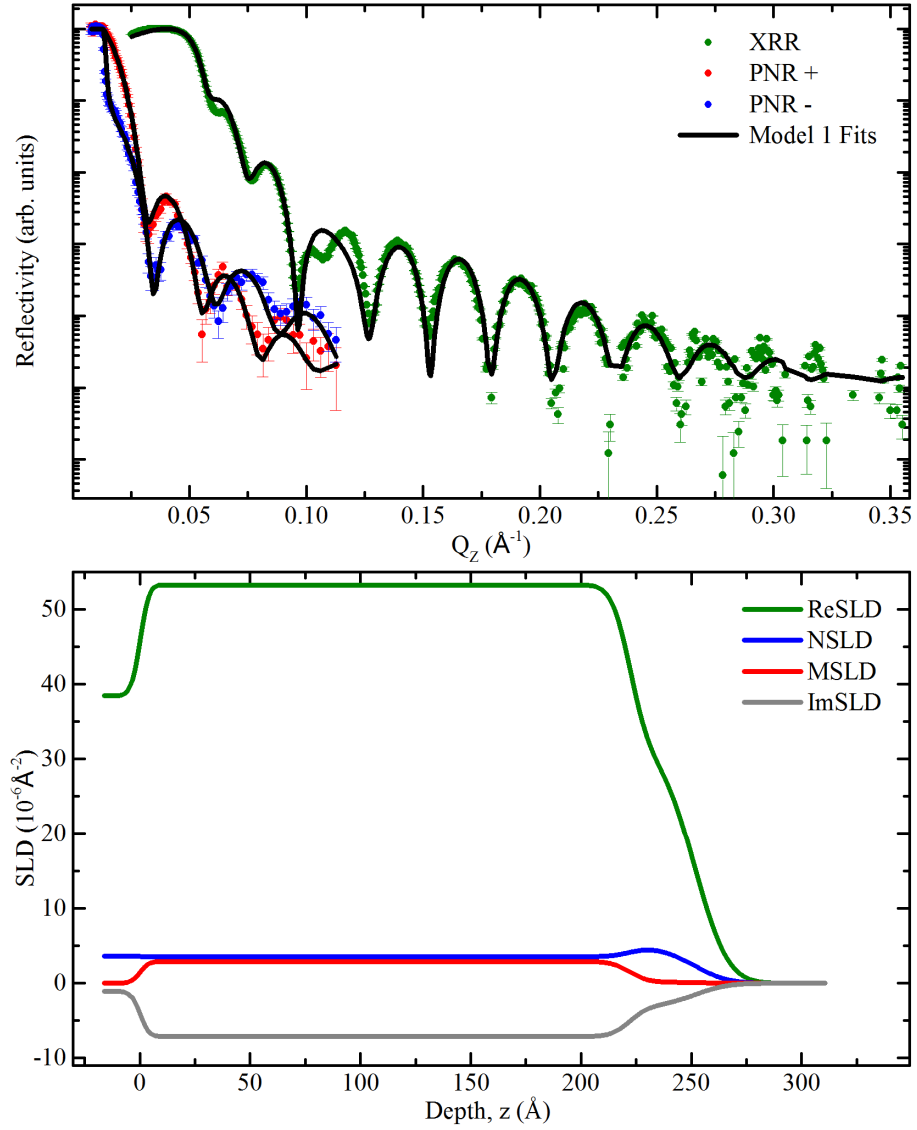 XRR
PNR +
PNR -
Model 1 Fits
Reflectivity (arb. units)
0.05 0.10 0.15 0.20 0.25 0.30 0.35
Q_Z (Å⁻¹)
ReSLD
NSLD
MSLD
ImSLD
SLD (10⁻⁶Å⁻²)
50
40
30
20
10
0
-10
0 50 100 150 200 250 300
Depth, z (Å)